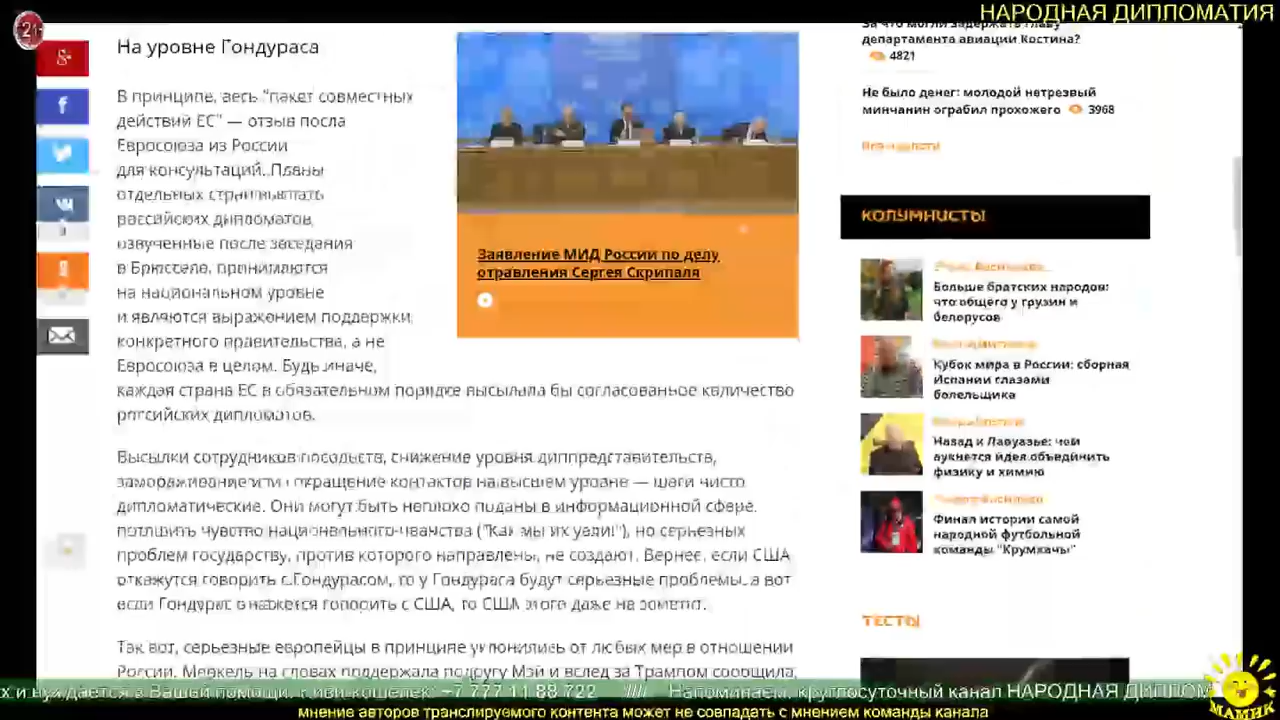 НАРОДНАЯ ДИПЛОМАТИЯ
21
На уровне Гондураса
В принципе, весь "пакет совместных
действий ЕС" — отзыв посла
Евросоюза из России
для консультаций. Планы
отдельных стран выслать
российских дипломатов,
озвученные после заседания
в Брюсселе, принимаются
на национальном уровне
и являются выражением поддержки
конкретного правительства, а не
Евросоюза в целом. Будь иначе,
каждая страна ЕС в обязательном порядке высылала бы согласованное количество
российских дипломатов.
Заявление МИД России по делу
отравления Сергея Скрипаля
Высылки сотрудников посольств, снижение уровня диппредставительств,
замораживание или сокращение контактов на высшем уровне — шаги чисто
дипломатические. Они могут быть неплохо поданы в информационной сфере,
потешить чувство национального чванства ("Как мы их уели!"), но серьезных
проблем государству, против которого направлены, не создают. Вернее, если США
откажутся говорить с Гондурасом, то у Гондураса будут серьезные проблемы, а вот
если Гондурас откажется говорить с США, то США этого даже не заметят.
Так вот, серьезные европейцы в принципе уклонились от любых мер в отношении
России. Меркель на словах поддержала подругу Мэй и вслед за Трампом сообщила,
За что могли задержать главу
департамента авиации Костина?
4821
Не было денег: молодой нетрезвый
минчанин ограбил прохожего 3968
Все новости
КОЛУМНИСТЫ
Больше братских народов:
что общего у грузин и
белорусов
Кубок мира в России: сборная
Испании глазами
болельщика
Назад к Лавуазье: чем
аукнется идея объединить
физику и химию
Финал истории самой
народной футбольной
команды "Крумкачы"
ТЕСТЫ
х и нуждается в Вашей помощи. Киви-кошелек: +7 777 11 88 722 ///// Напоминаем, круглосуточный канал НАРОДНАЯ ДИПЛОМ
мнение авторов транслируемого контента может не совпадать с мнением команды канала
МАМИК